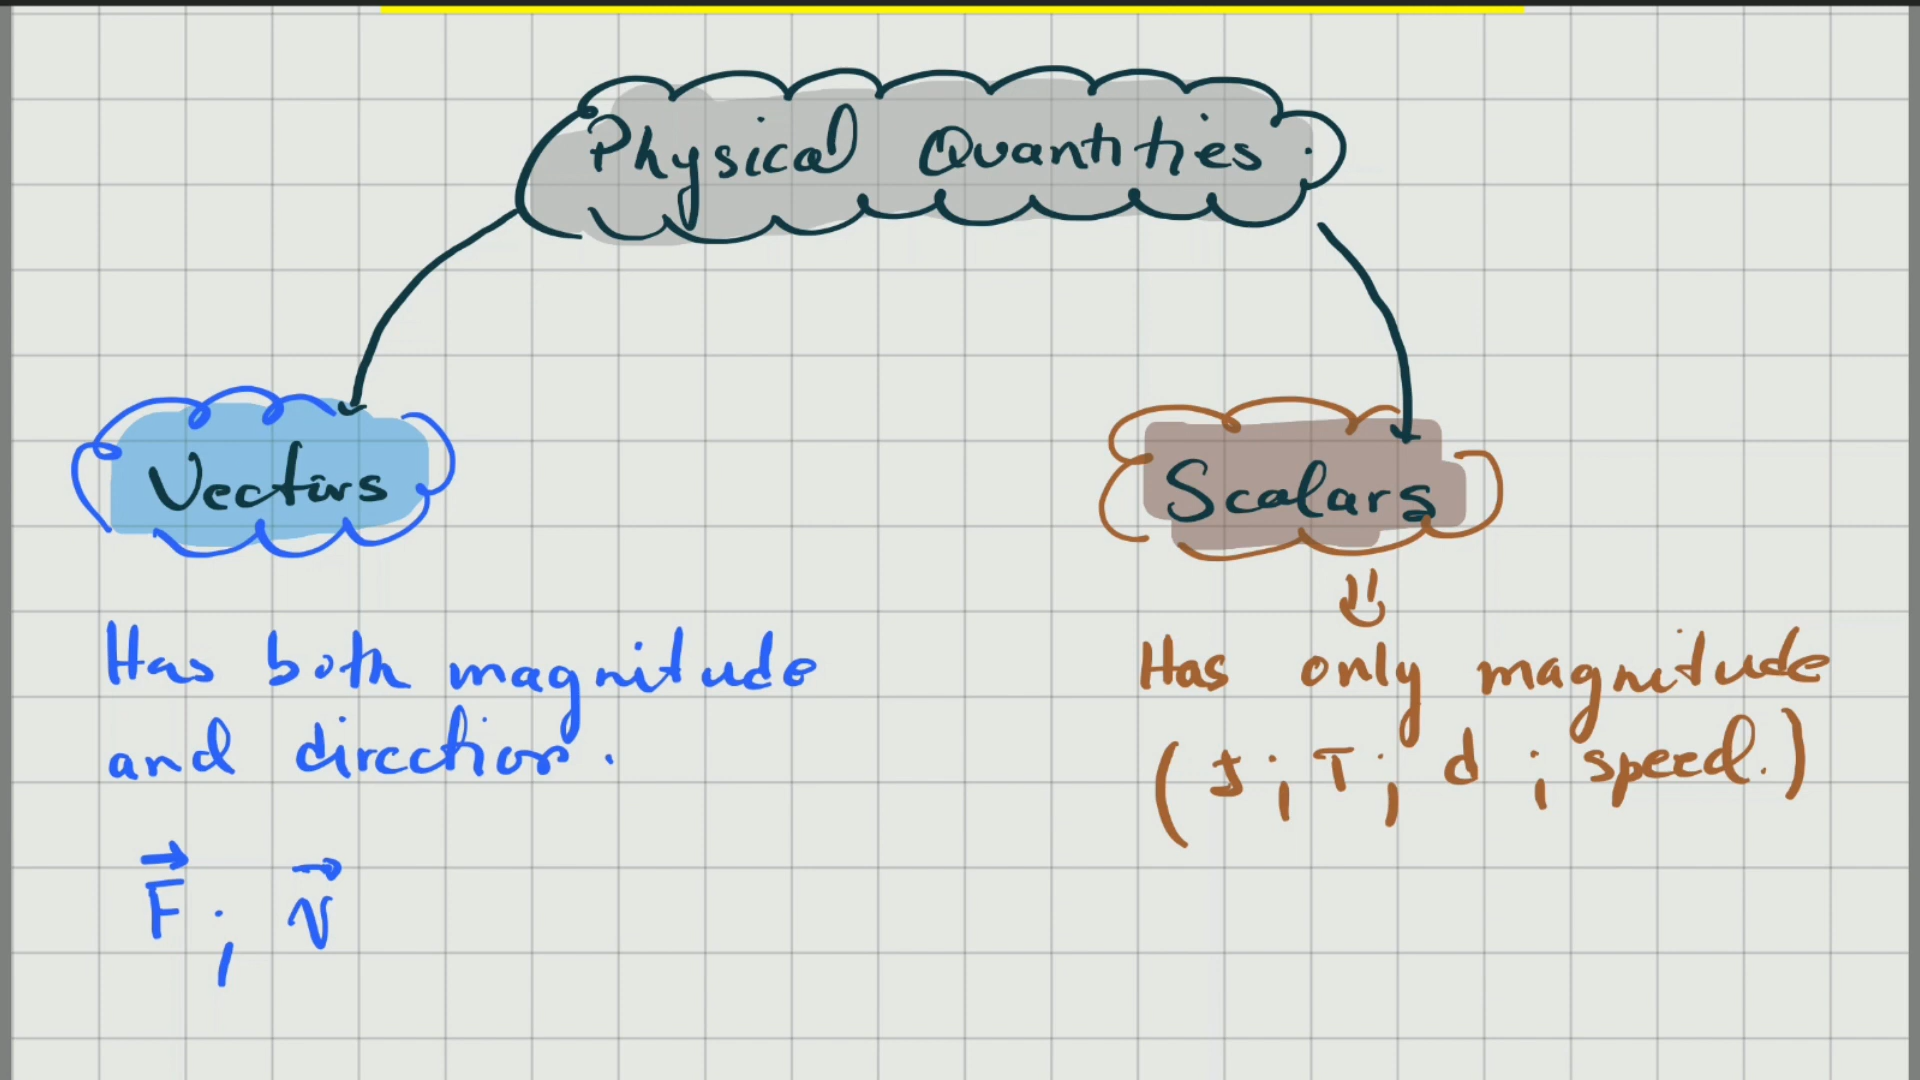 Physical Quantities.
Vectors
Scalars
Has both magnitude
and direction.
Has only magnitude
(t; T; d; speed.)
F⃗; v⃗